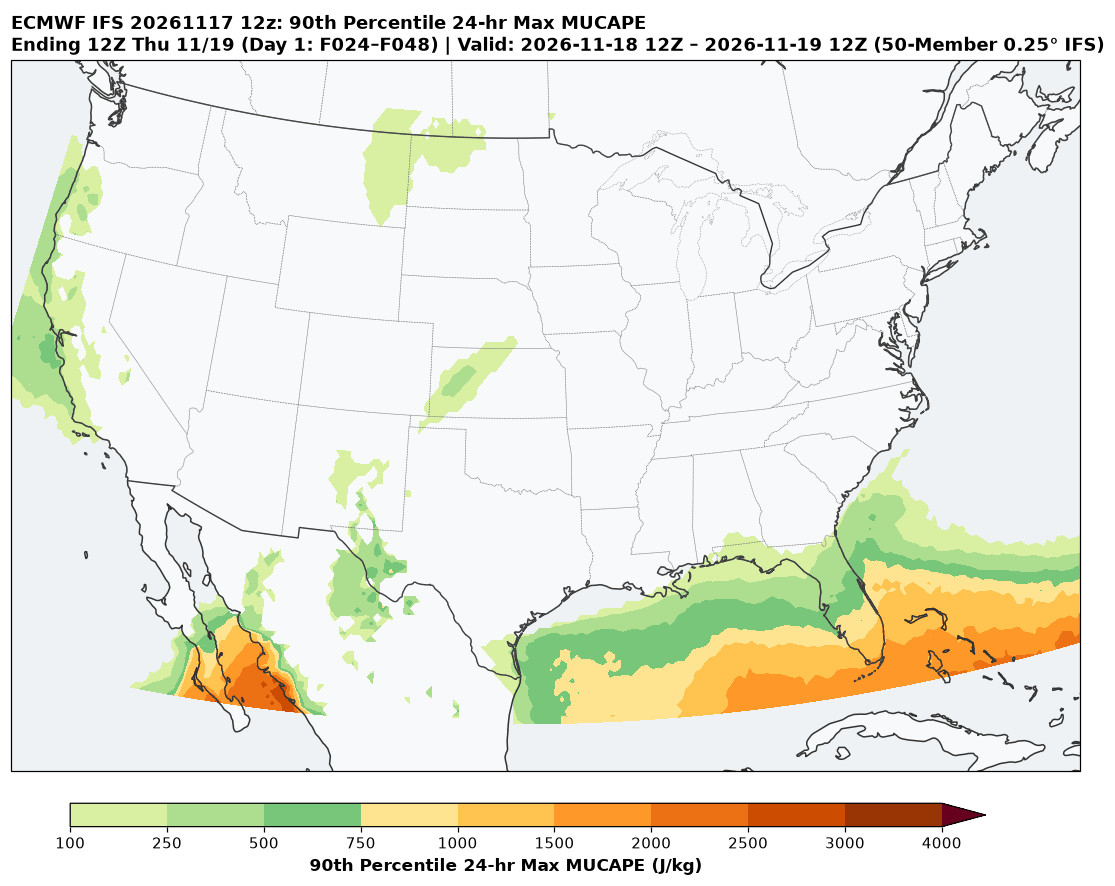 ECMWF IFS 20261117 12z: 90th Percentile 24-hr Max MUCAPE
Ending 12Z Thu 11/19 (Day 1: F024–F048) | Valid: 2026-11-18 12Z – 2026-11-19 12Z (50-Member 0.25° IFS)
100 250 500 750 1000 1500 2000 2500 3000 4000
90th Percentile 24-hr Max MUCAPE (J/kg)